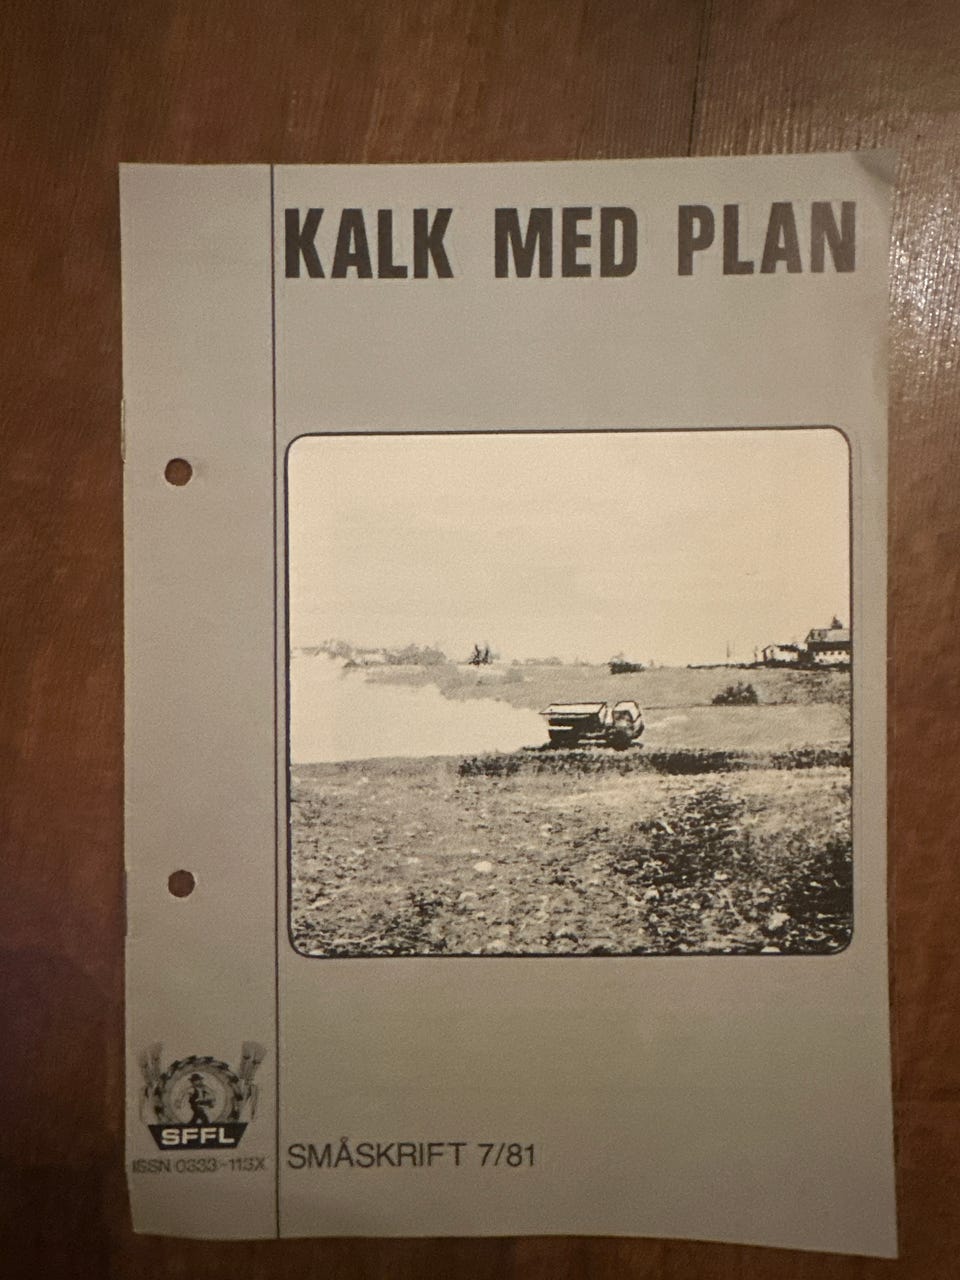 KALK MED PLAN
SFFL
ISSN 0333-113X
SMÅSKRIFT 7/81